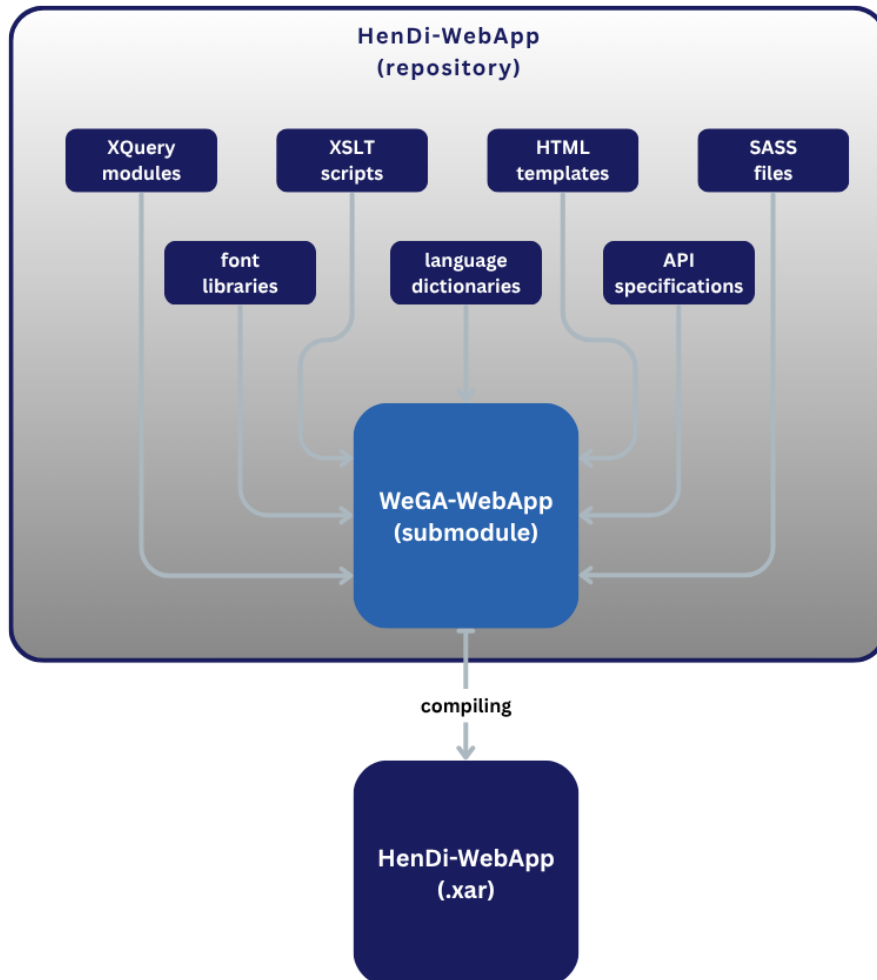 HenDi-WebApp
(repository)
XQuery
modules
XSLT
scripts
HTML
templates
SASS
files
font
libraries
language
dictionaries
API
specifications
WeGA-WebApp
(submodule)
compiling
HenDi-WebApp
(.xar)